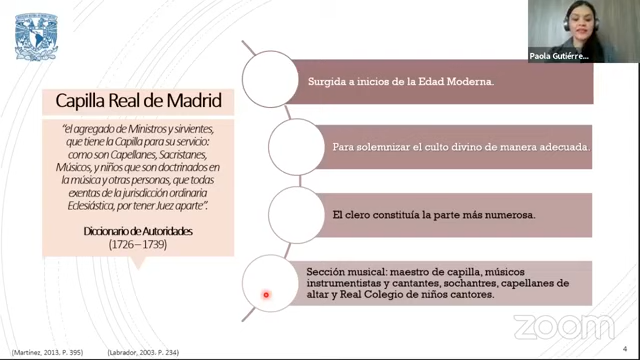 Paola Gutiérre...
Capilla Real de Madrid
"el agregado de Ministros y sirvientes,
que tiene la Capilla para su servicio:
como son Capellanes, Sacristanes,
Músicos, y niños que son doctrinados en
la música y otras personas, que todas
exentas de la jurisdicción ordinaria
Eclesiástica, por tener Juez aparte".
Diccionario de Autoridades
(1726 – 1739)
Surgida a inicios de la Edad Moderna.
Para solemnizar el culto divino de manera adecuada.
El clero constituía la parte más numerosa.
Sección musical: maestro de capilla, músicos
instrumentistas y cantantes, sochantres, capellanes de
altar y Real Colegio de niños cantores.
(Martínez, 2013. P. 395) (Labrador, 2003. P. 234)
4
zoom